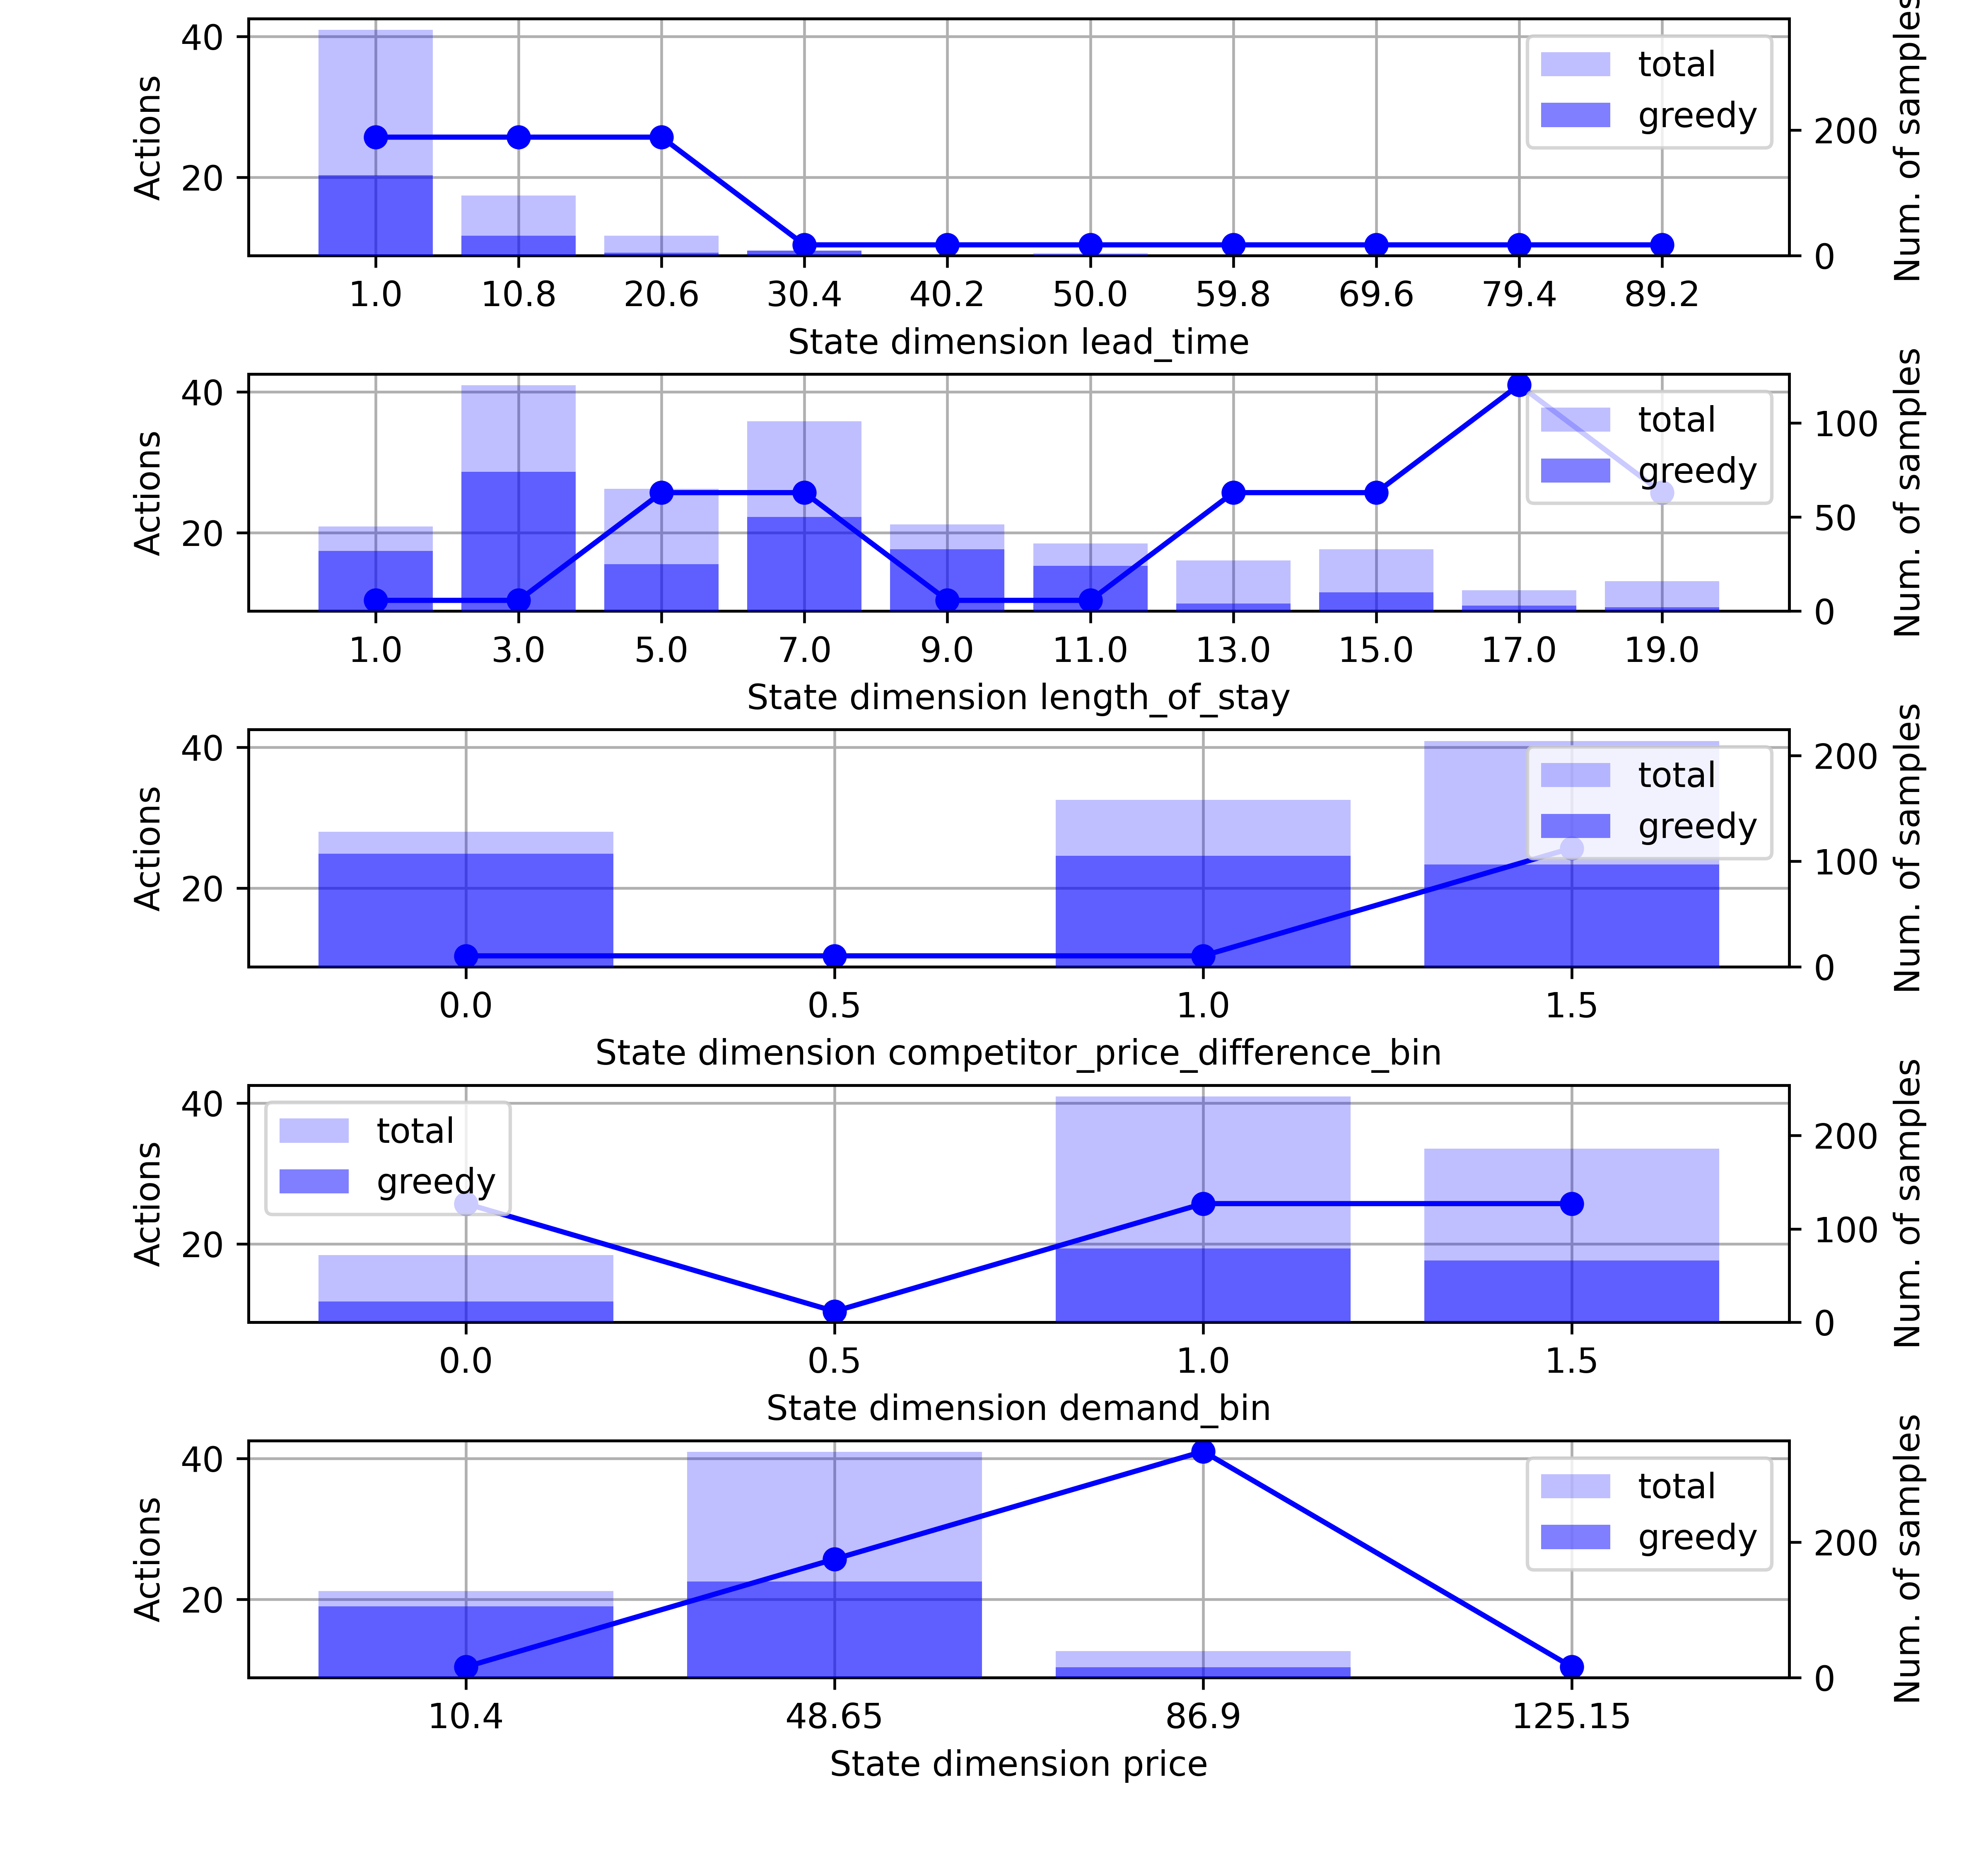 40
20
Actions
total
greedy
200
0
Num. of samples
1.0 10.8 20.6 30.4 40.2 50.0 59.8 69.6 79.4 89.2
State dimension lead_time
40
20
Actions
total
greedy
100
50
0
Num. of samples
1.0 3.0 5.0 7.0 9.0 11.0 13.0 15.0 17.0 19.0
State dimension length_of_stay
40
20
Actions
total
greedy
200
100
0
Num. of samples
0.0 0.5 1.0 1.5
State dimension competitor_price_difference_bin
40
20
Actions
total
greedy
200
100
0
Num. of samples
0.0 0.5 1.0 1.5
State dimension demand_bin
40
20
Actions
total
greedy
200
0
Num. of samples
10.4 48.65 86.9 125.15
State dimension price